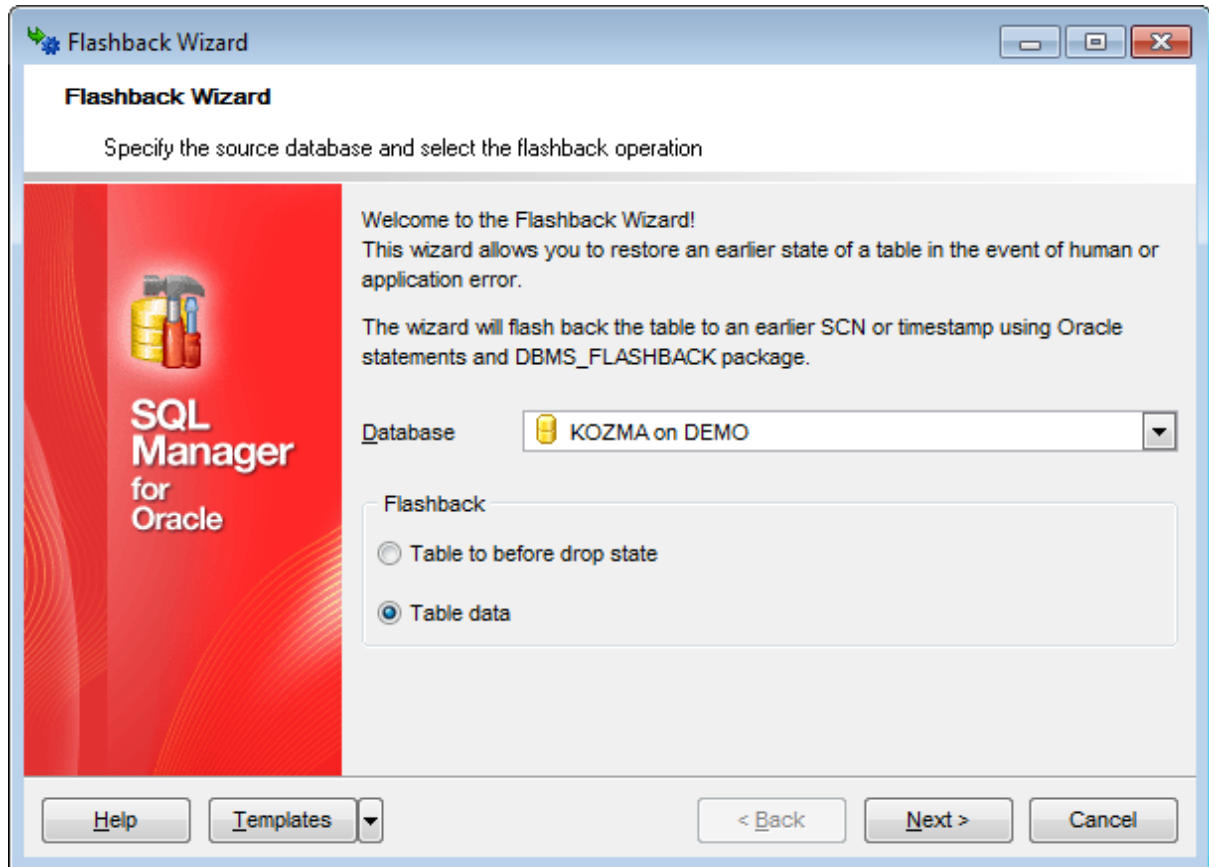 Flashback Wizard
Flashback Wizard
Specify the source database and select the flashback operation
Welcome to the Flashback Wizard!
This wizard allows you to restore an earlier state of a table in the event of human or
application error.
The wizard will flash back the table to an earlier SCN or timestamp using Oracle
statements and DBMS_FLASHBACK package.
SQL
Manager
for
Oracle
Database KOZMA on DEMO
Flashback
Table to before drop state
Table data
Help Templates < Back Next > Cancel